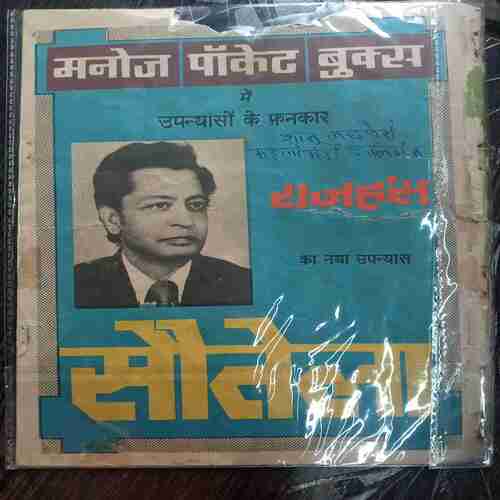 मनोज पॉकेट बुक्स
में
उपन्यासों के फ़नकार
राजहंस
का नया उपन्यास
सौतेला